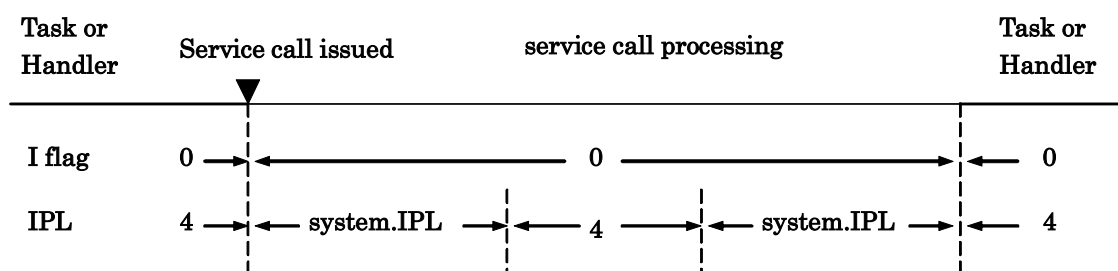 Task or
Handler
Service call issued
service call processing
Task or
Handler
I flag 0 0 0
IPL 4 system.IPL 4 system.IPL 4